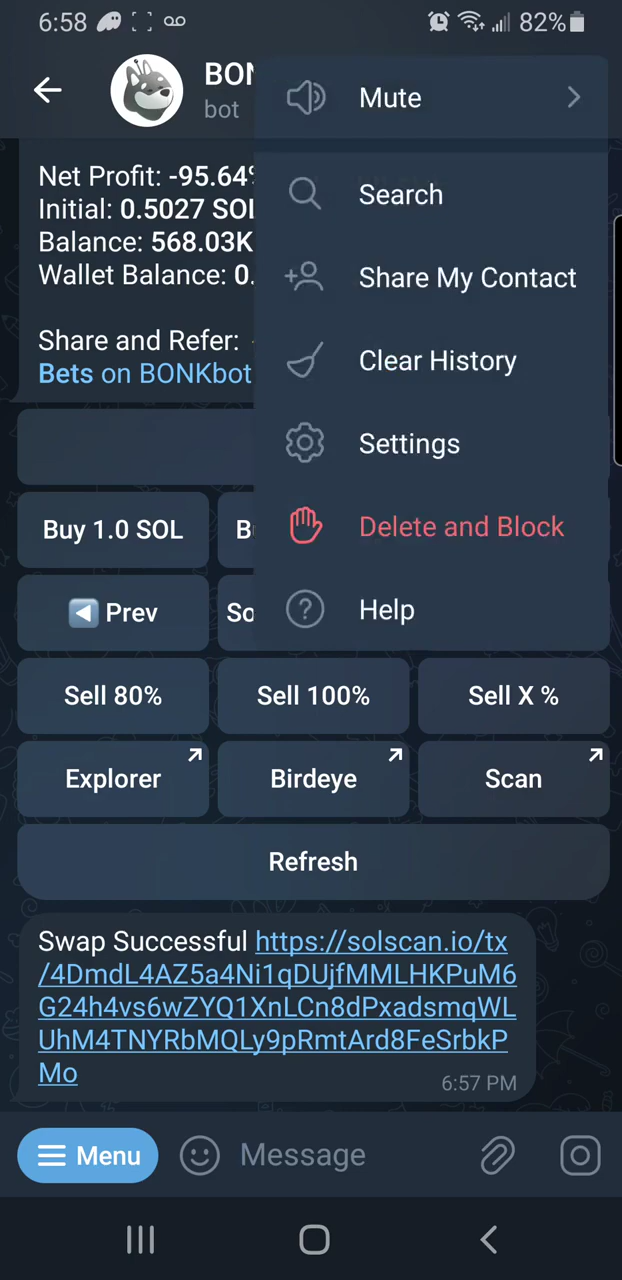 6:58
82%
BON
bot
Mute
Net Profit: -95.64%
Initial: 0.5027 SOL
Balance: 568.03K
Wallet Balance: 0.
Share and Refer:
Bets on BONKbot
Search
Share My Contact
Clear History
Settings
Delete and Block
Help
Buy 1.0 SOL
B
Prev
So
Sell 80%
Sell 100%
Sell X %
Explorer
Birdeye
Scan
Refresh
Swap Successful https://solscan.io/tx
/4DmdL4AZ5a4Ni1qDUjfMMLHKPuM6
G24h4vs6wZYQ1XnLCn8dPxadsmqWL
UhM4TNYRbMQLy9pRmtArd8FeSrbkP
Mo
6:57 PM
Menu
Message